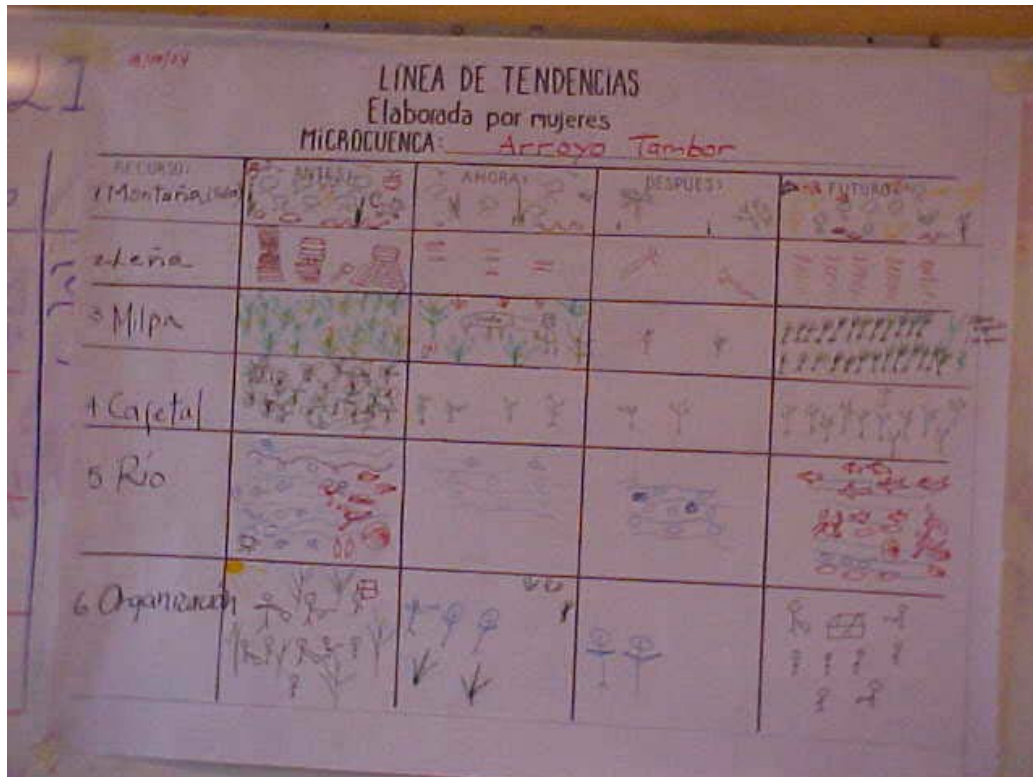 LÍNEA DE TENDENCIAS
Elaborada por mujeres
MiCROCUENCA: Arroyo Tambor
RECURSO: ANTES: AHORA: DESPUES: FUTURO
1 Montaña
2 Leña
3 Milpa
4 Cafetal
5 Río
6 Organización